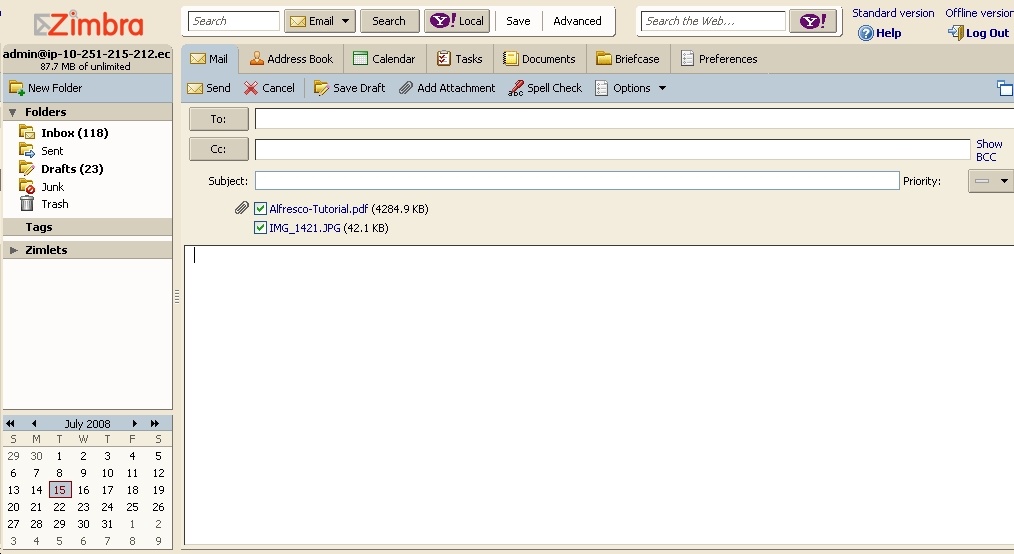 Zimbra
Search Email Search Y! Local Save Advanced Search the Web... Y! Standard version Offline version
Help Log Out
admin@ip-10-251-215-212.ec
87.7 MB of unlimited
Mail Address Book Calendar Tasks Documents Briefcase Preferences
New Folder
Send Cancel Save Draft Add Attachment abc Spell Check Options
Folders
Inbox (118)
Sent
Drafts (23)
Junk
Trash
Tags
Zimlets
To:
Cc: Show
BCC
Subject: Priority:
Alfresco-Tutorial.pdf (4284.9 KB)
IMG_1421.JPG (42.1 KB)
July 2008
S M T W T F S
29 30 1 2 3 4 5
6 7 8 9 10 11 12
13 14 15 16 17 18 19
20 21 22 23 24 25 26
27 28 29 30 31 1 2
3 4 5 6 7 8 9